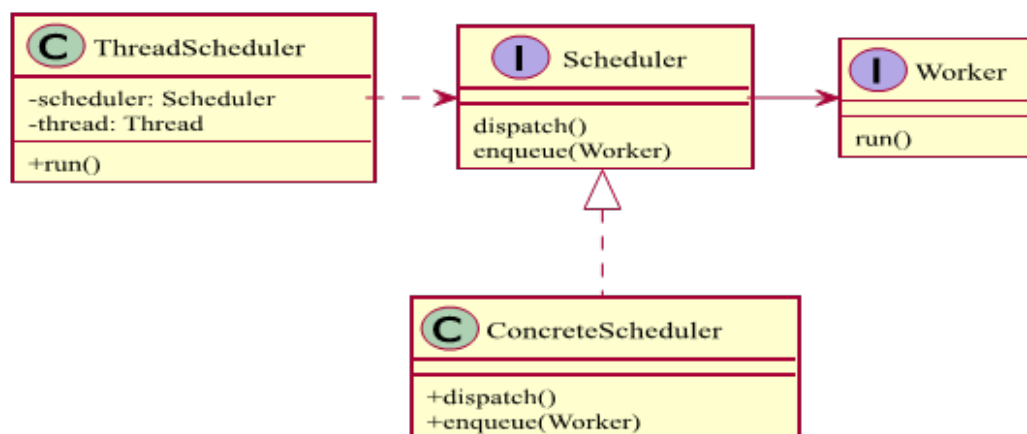 C ThreadScheduler
-scheduler: Scheduler
-thread: Thread
+run()
I Scheduler
dispatch()
enqueue(Worker)
I Worker
run()
C ConcreteScheduler
+dispatch()
+enqueue(Worker)